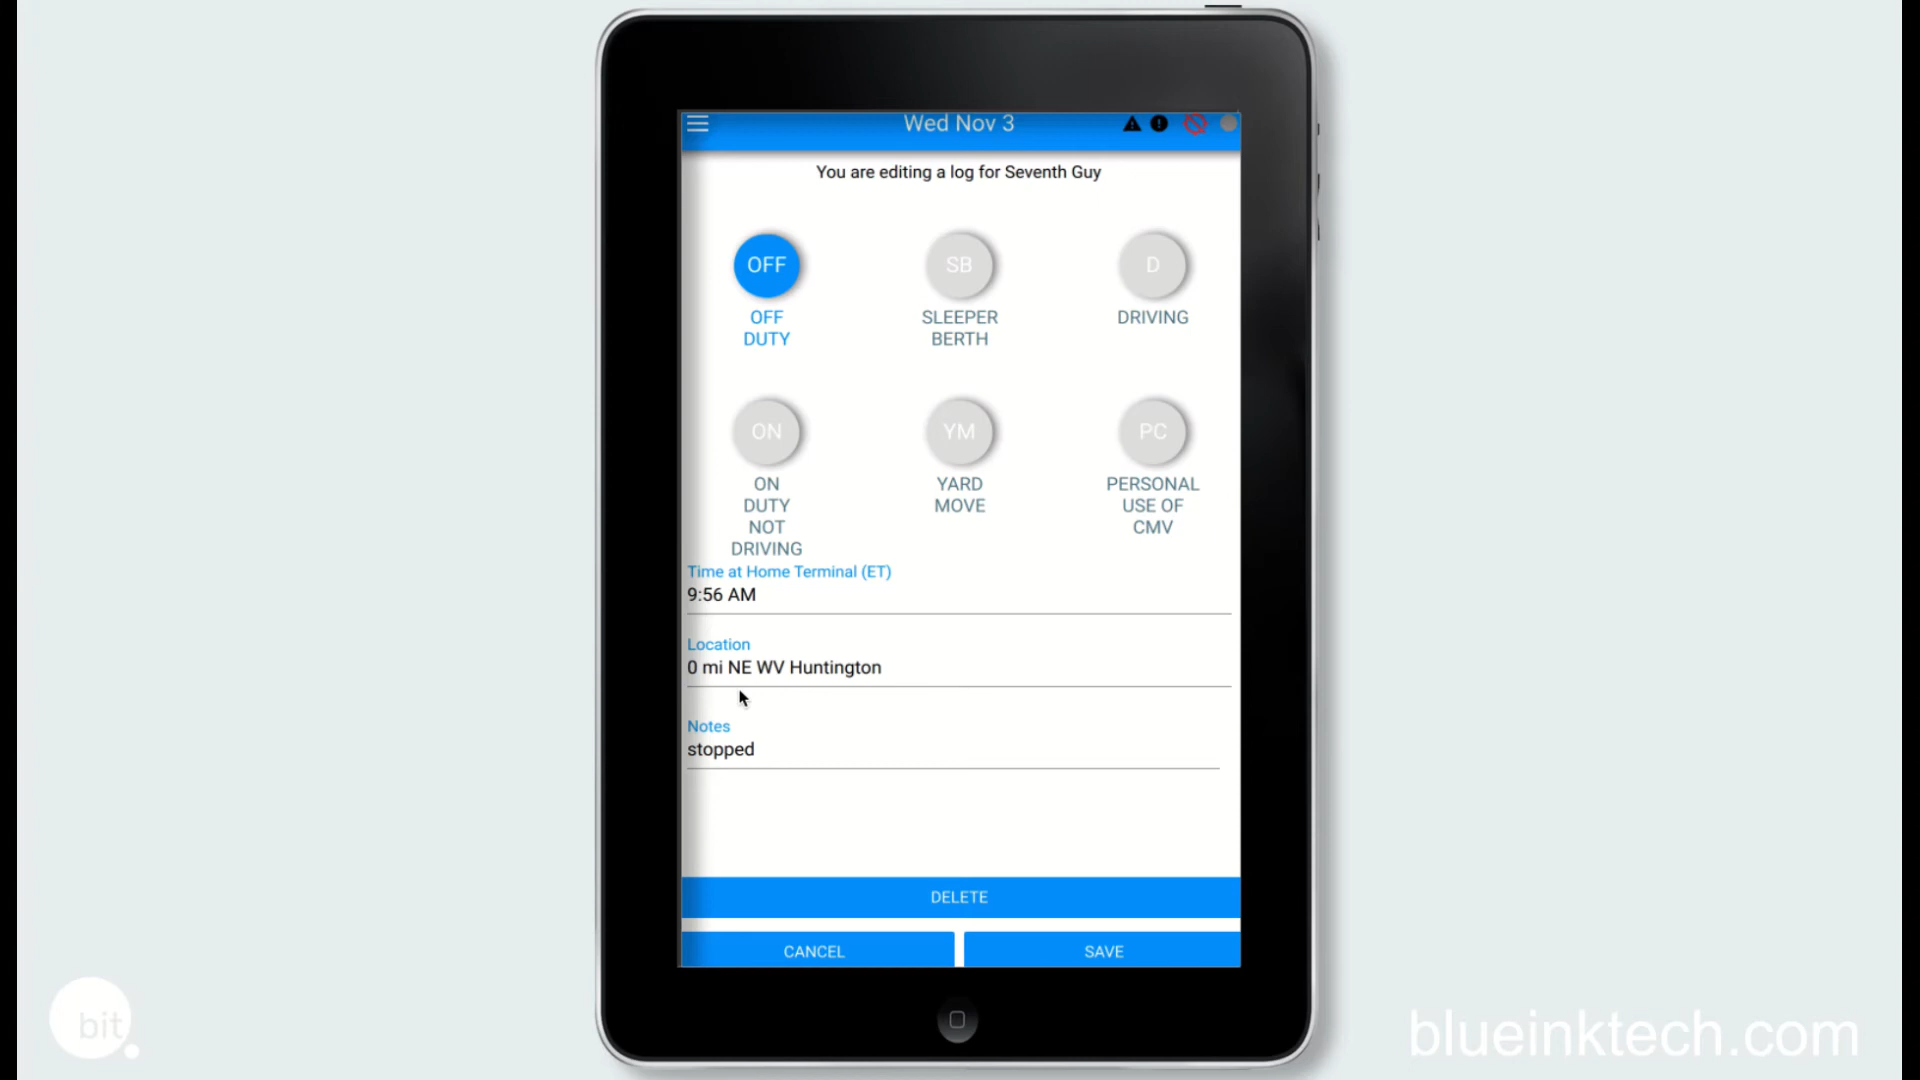 Wed Nov 3
You are editing a log for Seventh Guy
OFF
SB
D
OFF
DUTY
SLEEPER
BERTH
DRIVING
ON
YM
PC
ON
DUTY
NOT
DRIVING
YARD
MOVE
PERSONAL
USE OF
CMV
Time at Home Terminal (ET)
9:56 AM
Location
0 mi NE WV Huntington
Notes
stopped
DELETE
CANCEL
SAVE
bit.
blueinktech.com